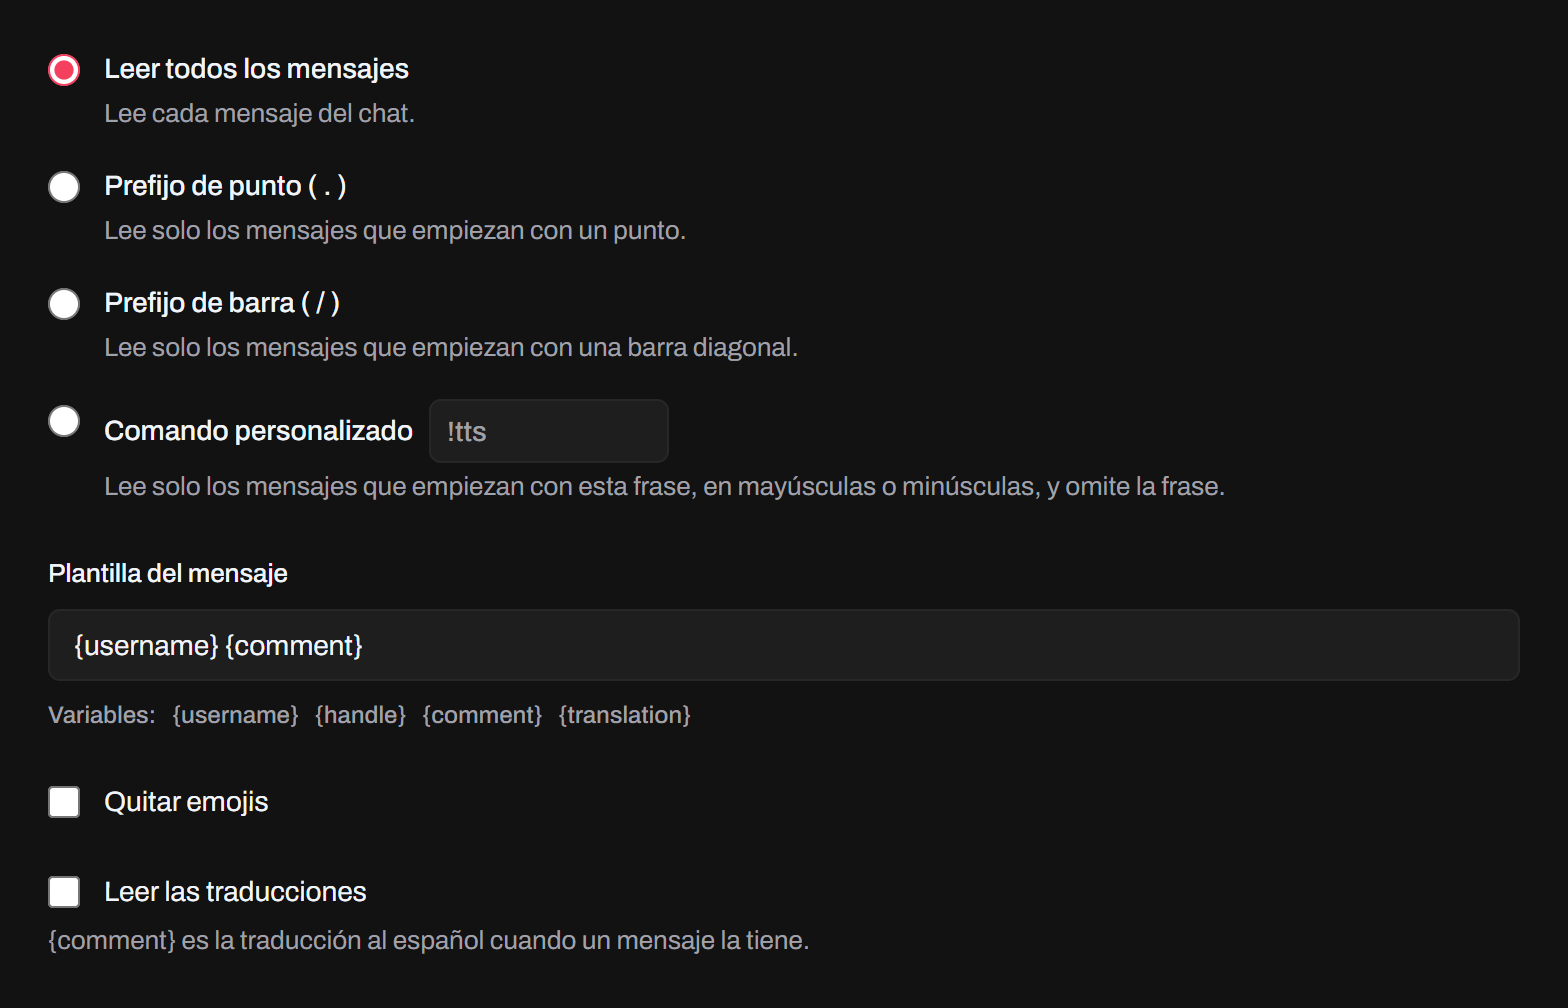 Leer todos los mensajes
Lee cada mensaje del chat.
Prefijo de punto ( . )
Lee solo los mensajes que empiezan con un punto.
Prefijo de barra ( / )
Lee solo los mensajes que empiezan con una barra diagonal.
Comando personalizado !tts
Lee solo los mensajes que empiezan con esta frase, en mayúsculas o minúsculas, y omite la frase.
Plantilla del mensaje
{username} {comment}
Variables: {username} {handle} {comment} {translation}
Quitar emojis
Leer las traducciones
{comment} es la traducción al español cuando un mensaje la tiene.